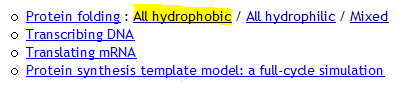 Protein folding : All hydrophobic / All hydrophilic / Mixed
Transcribing DNA
Translating mRNA
Protein synthesis template model: a full-cycle simulation